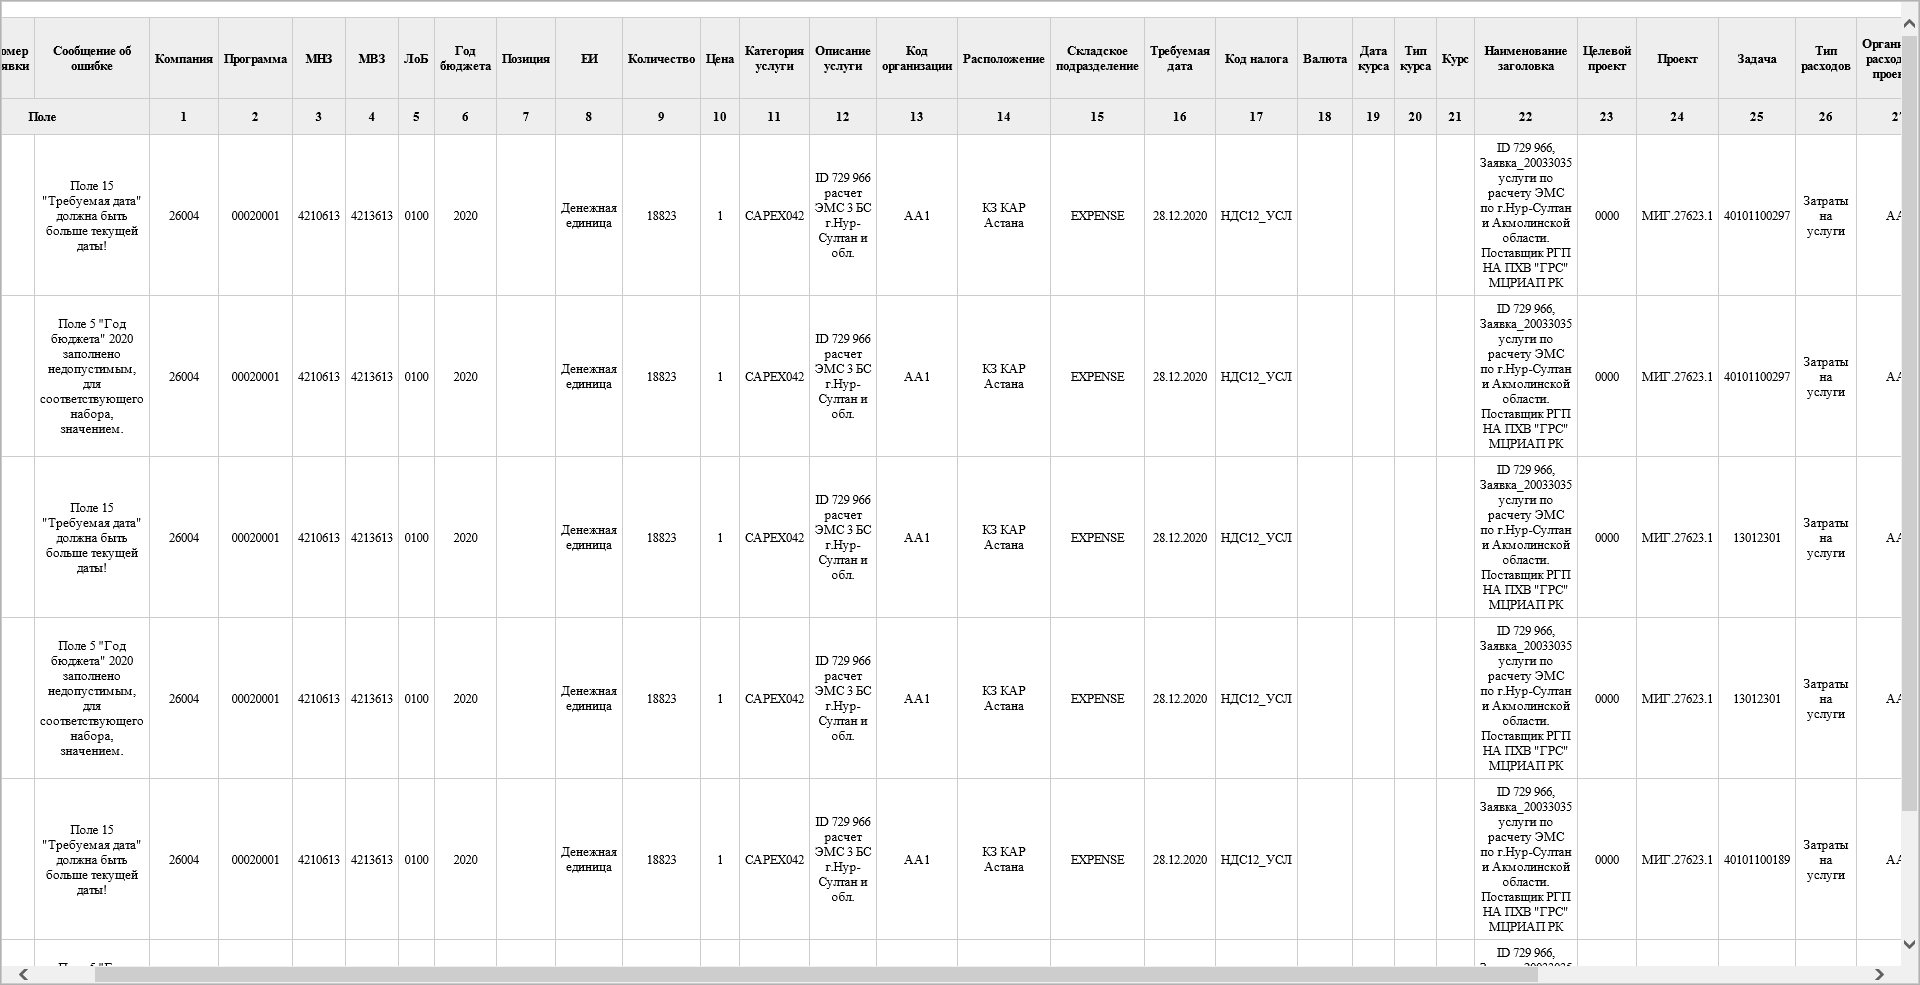 омер явки
Сообщение об ошибке
Компания
Программа
МНЗ
МВЗ
ЛоБ
Год бюджета
Позиция
ЕИ
Количество
Цена
Категория услуги
Описание услуги
Код организации
Расположение
Складское подразделение
Требуемая дата
Код налога
Валюта
Дата курса
Тип курса
Курс
Наименование заголовка
Целевой проект
Проект
Задача
Тип расходов
Поле 1 2 3 4 5 6 7 8 9 10 11 12 13 14 15 16 17 18 19 20 21 22 23 24 25 26
Поле 15
"Требуемая дата"
должна быть
больше текущей
даты!
26004 00020001 4210613 4213613 0100 2020
Денежная
единица
18823 1 CAPEX042
ID 729 966
расчет
ЭМС 3 БС
г.Нур-
Султан и
обл.
AA1
КЗ КАР
Астана
EXPENSE 28.12.2020 НДС12_УСЛ
ID 729 966,
Заявка_20033035
услуги по
расчету ЭМС
по г.Нур-Султан
и Акмолинской
области.
Поставщик РГП
НА ПХВ "ГРС"
МЦРИАП РК
0000 МИГ.27623.1 40101100297
Затраты
на
услуги
Поле 5 "Год
бюджета" 2020
заполнено
недопустимым,
для
соответствующего
набора,
значением.
26004 00020001 4210613 4213613 0100 2020
Денежная
единица
18823 1 CAPEX042
ID 729 966
расчет
ЭМС 3 БС
г.Нур-
Султан и
обл.
AA1
КЗ КАР
Астана
EXPENSE 28.12.2020 НДС12_УСЛ
ID 729 966,
Заявка_20033035
услуги по
расчету ЭМС
по г.Нур-Султан
и Акмолинской
области.
Поставщик РГП
НА ПХВ "ГРС"
МЦРИАП РК
0000 МИГ.27623.1 40101100297
Затраты
на
услуги
Поле 15
"Требуемая дата"
должна быть
больше текущей
даты!
26004 00020001 4210613 4213613 0100 2020
Денежная
единица
18823 1 CAPEX042
ID 729 966
расчет
ЭМС 3 БС
г.Нур-
Султан и
обл.
AA1
КЗ КАР
Астана
EXPENSE 28.12.2020 НДС12_УСЛ
ID 729 966,
Заявка_20033035
услуги по
расчету ЭМС
по г.Нур-Султан
и Акмолинской
области.
Поставщик РГП
НА ПХВ "ГРС"
МЦРИАП РК
0000 МИГ.27623.1 13012301
Затраты
на
услуги
Поле 5 "Год
бюджета" 2020
заполнено
недопустимым,
для
соответствующего
набора,
значением.
26004 00020001 4210613 4213613 0100 2020
Денежная
единица
18823 1 CAPEX042
ID 729 966
расчет
ЭМС 3 БС
г.Нур-
Султан и
обл.
AA1
КЗ КАР
Астана
EXPENSE 28.12.2020 НДС12_УСЛ
ID 729 966,
Заявка_20033035
услуги по
расчету ЭМС
по г.Нур-Султан
и Акмолинской
области.
Поставщик РГП
НА ПХВ "ГРС"
МЦРИАП РК
0000 МИГ.27623.1 13012301
Затраты
на
услуги
Поле 15
"Требуемая дата"
должна быть
больше текущей
даты!
26004 00020001 4210613 4213613 0100 2020
Денежная
единица
18823 1 CAPEX042
ID 729 966
расчет
ЭМС 3 БС
г.Нур-
Султан и
обл.
AA1
КЗ КАР
Астана
EXPENSE 28.12.2020 НДС12_УСЛ
ID 729 966,
Заявка_20033035
услуги по
расчету ЭМС
по г.Нур-Султан
и Акмолинской
области.
Поставщик РГП
НА ПХВ "ГРС"
МЦРИАП РК
0000 МИГ.27623.1 40101100189
Затраты
на
услуги
ID 729 966,